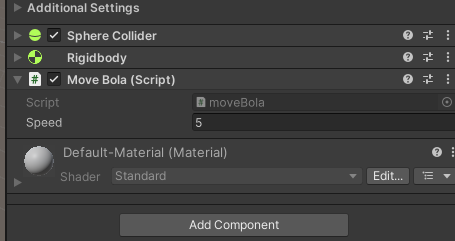 Additional Settings
Sphere Collider
Rigidbody
Move Bola (Script)
Script moveBola
Speed 5
Default-Material (Material)
Shader Standard Edit...
Add Component